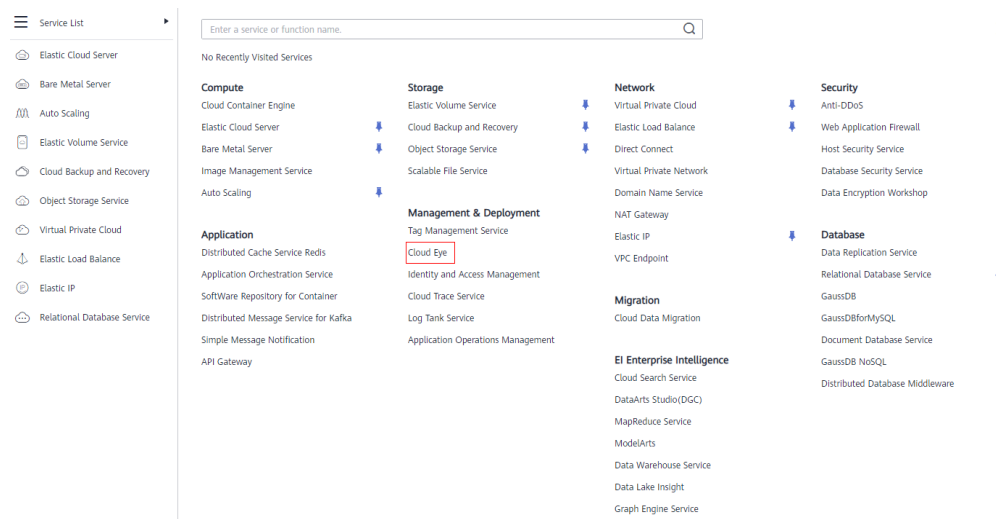 Service List
Elastic Cloud Server
Bare Metal Server
Auto Scaling
Elastic Volume Service
Cloud Backup and Recovery
Object Storage Service
Virtual Private Cloud
Elastic Load Balance
Elastic IP
Relational Database Service
Enter a service or function name.
No Recently Visited Services
Compute
Cloud Container Engine
Elastic Cloud Server
Bare Metal Server
Image Management Service
Auto Scaling
Application
Distributed Cache Service Redis
Application Orchestration Service
SoftWare Repository for Container
Distributed Message Service for Kafka
Simple Message Notification
API Gateway
Storage
Elastic Volume Service
Cloud Backup and Recovery
Object Storage Service
Scalable File Service
Management & Deployment
Tag Management Service
Cloud Eye
Identity and Access Management
Cloud Trace Service
Log Tank Service
Application Operations Management
Network
Virtual Private Cloud
Elastic Load Balance
Direct Connect
Virtual Private Network
Domain Name Service
NAT Gateway
Elastic IP
VPC Endpoint
Migration
Cloud Data Migration
EI Enterprise Intelligence
Cloud Search Service
DataArts Studio(DGC)
MapReduce Service
ModelArts
Data Warehouse Service
Data Lake Insight
Graph Engine Service
Security
Anti-DDoS
Web Application Firewall
Host Security Service
Database Security Service
Data Encryption Workshop
Database
Data Replication Service
Relational Database Service
GaussDB
GaussDBforMySQL
Document Database Service
GaussDB NoSQL
Distributed Database Middleware